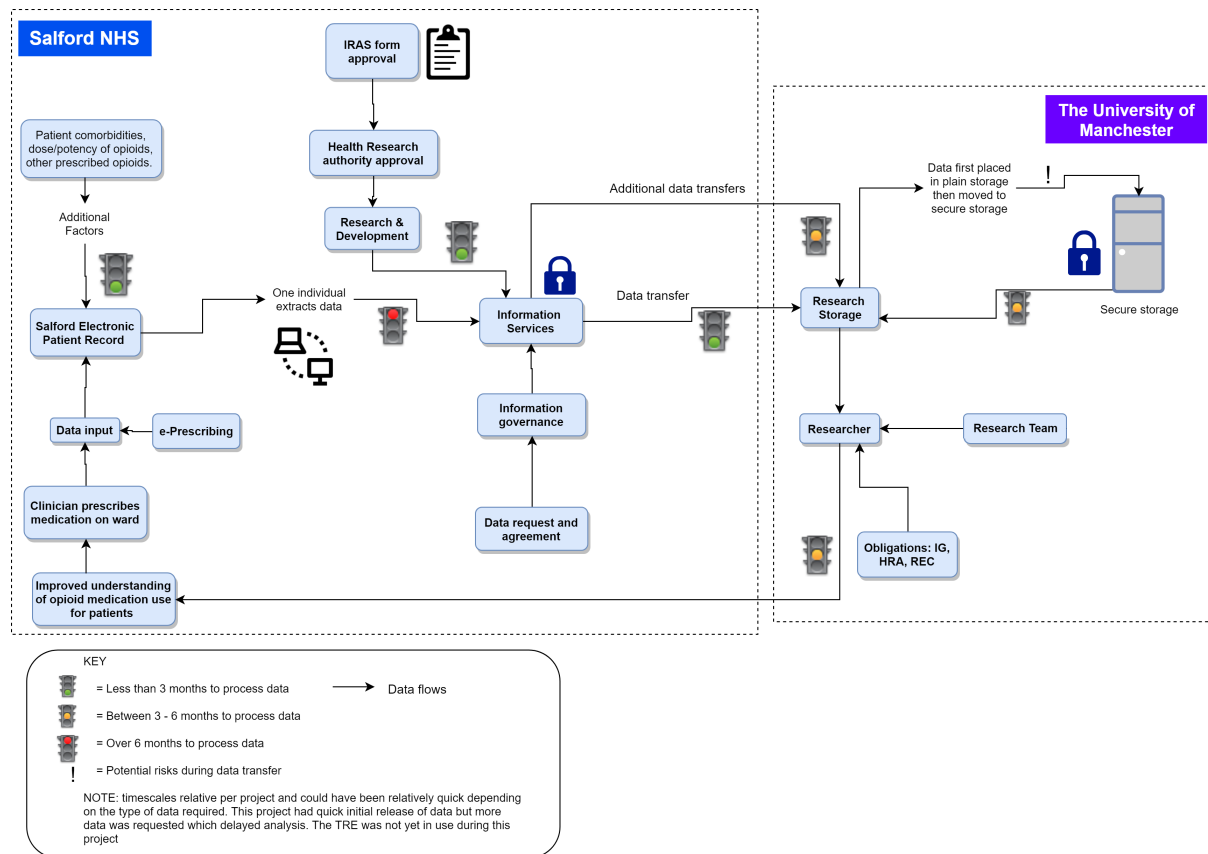 Salford NHS
IRAS form
approval
The University of
Manchester
Patient comorbidities,
dose/potency of opioids,
other prescribed opioids.
Health Research
authority approval
Data first placed
in plain storage
then moved to
secure storage
!
Additional data transfers
Additional
Factors
Research &
Development
One individual
extracts data
Data transfer
Salford Electronic
Patient Record
Information
Services
Research
Storage
Secure storage
Information
governance
Data input
e-Prescribing
Researcher
Research Team
Clinician prescribes
medication on ward
Data request and
agreement
Obligations: IG,
HRA, REC
Improved understanding
of opioid medication use
for patients
KEY
= Less than 3 months to process data
Data flows
= Between 3 - 6 months to process data
= Over 6 months to process data
! = Potential risks during data transfer
NOTE: timescales relative per project and could have been relatively quick depending
on the type of data required. This project had quick initial release of data but more
data was requested which delayed analysis. The TRE was not yet in use during this
project